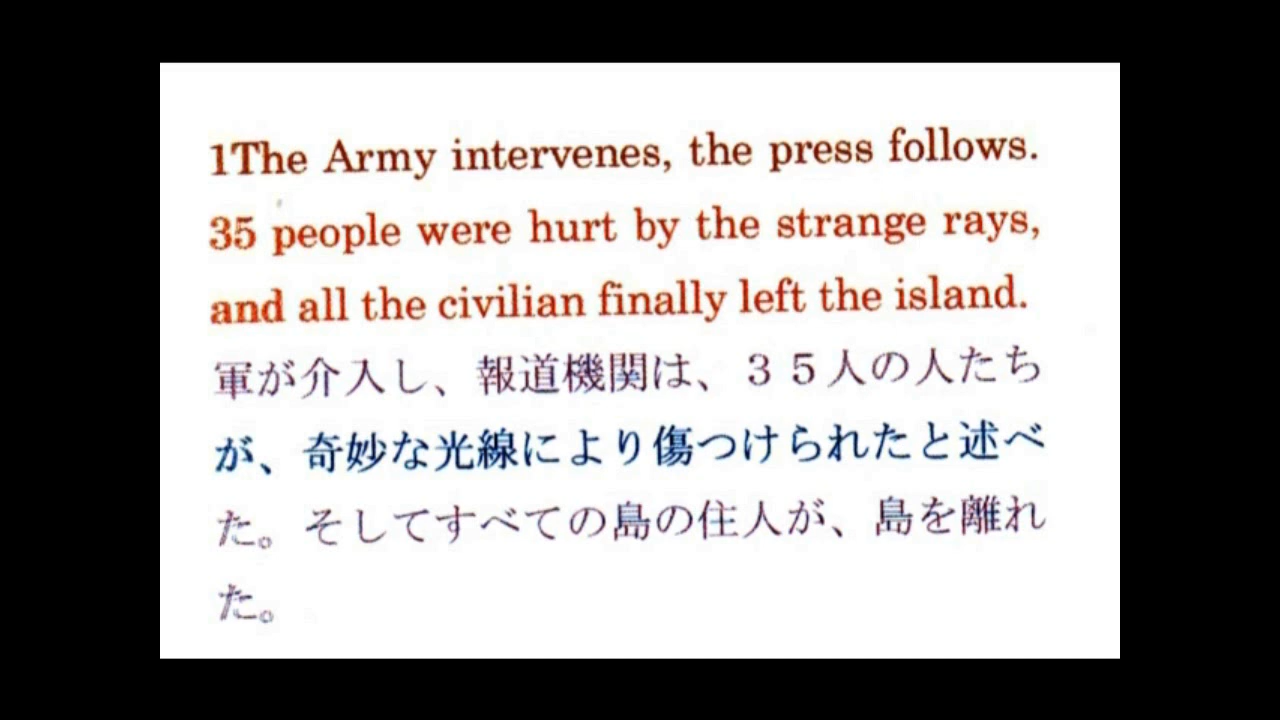 1The Army intervenes, the press follows.
35 people were hurt by the strange rays,
and all the civilian finally left the island.
軍が介入し、報道機関は、３５人の人たち
が、奇妙な光線により傷つけられたと述べ
た。そしてすべての島の住人が、島を離れ
た。